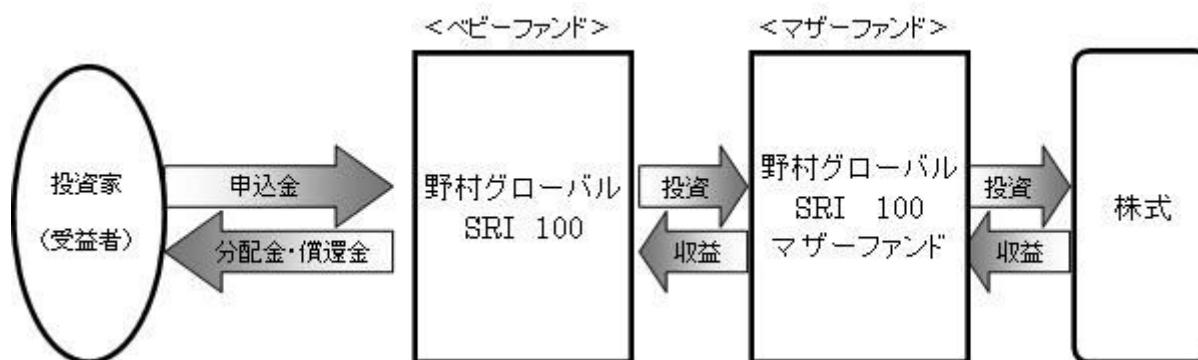 <ベビーファンド>
<マザーファンド>
投資家
(受益者)
申込金
分配金・償還金
野村グローバル
SRI 100
投資
収益
野村グローバル
SRI 100
マザーファンド
投資
収益
株式